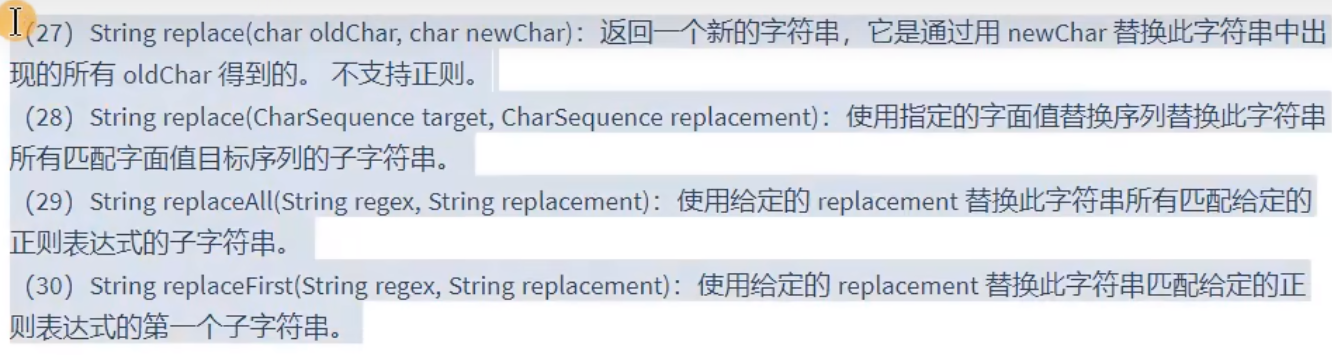 （27）String replace(char oldChar, char newChar)：返回一个新的字符串，它是通过用 newChar 替换此字符串中出
现的所有 oldChar 得到的。 不支持正则。
（28）String replace(CharSequence target, CharSequence replacement)：使用指定的字面值替换序列替换此字符串
所有匹配字面值目标序列的子字符串。
（29）String replaceAll(String regex, String replacement)：使用给定的 replacement 替换此字符串所有匹配给定的
正则表达式的子字符串。
（30）String replaceFirst(String regex, String replacement)：使用给定的 replacement 替换此字符串匹配给定的正
则表达式的第一个子字符串。